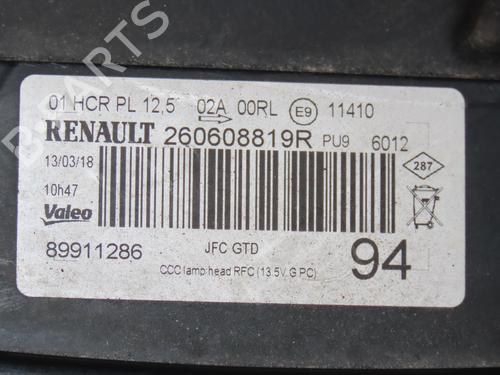 B-PARTS
01 HCR PL 12,5 02A 00RL E9 11410
RENAULT 260608819R PU9 6012
13/03/18
287
10h47
Valeo
89911286 JFC GTD 94
CCC lamp head RFC (13.5V G PC)